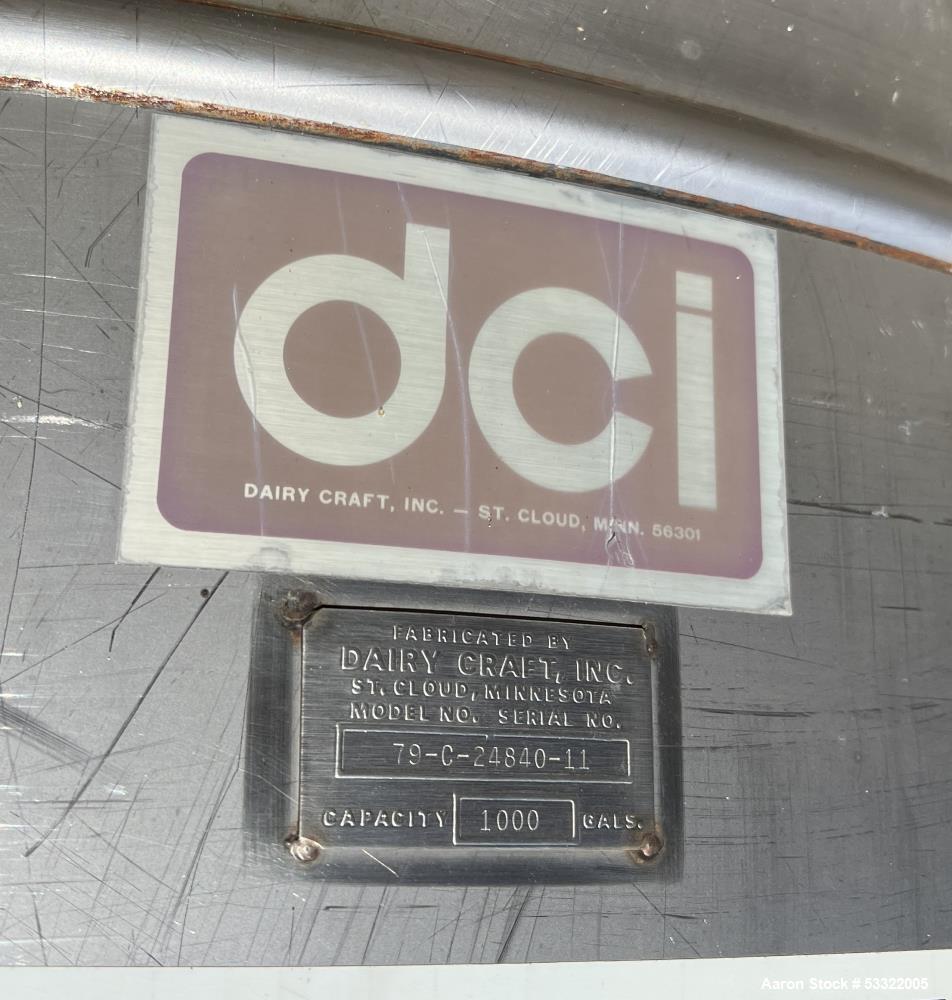 dci
DAIRY CRAFT, INC. — ST. CLOUD, MINN. 56301
FABRICATED BY
DAIRY CRAFT, INC.
ST. CLOUD, MINNESOTA
MODEL NO. SERIAL NO.
79-C-24840-11
CAPACITY 1000 GALS.
Aaron Stock # 53322005